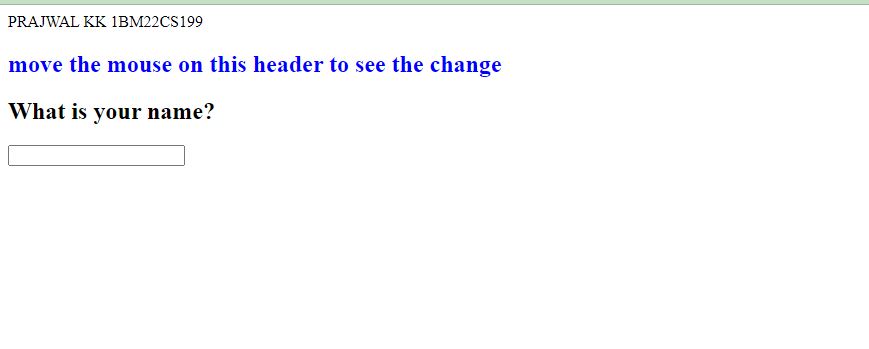 PRAJWAL KK 1BM22CS199
move the mouse on this header to see the change
What is your name?